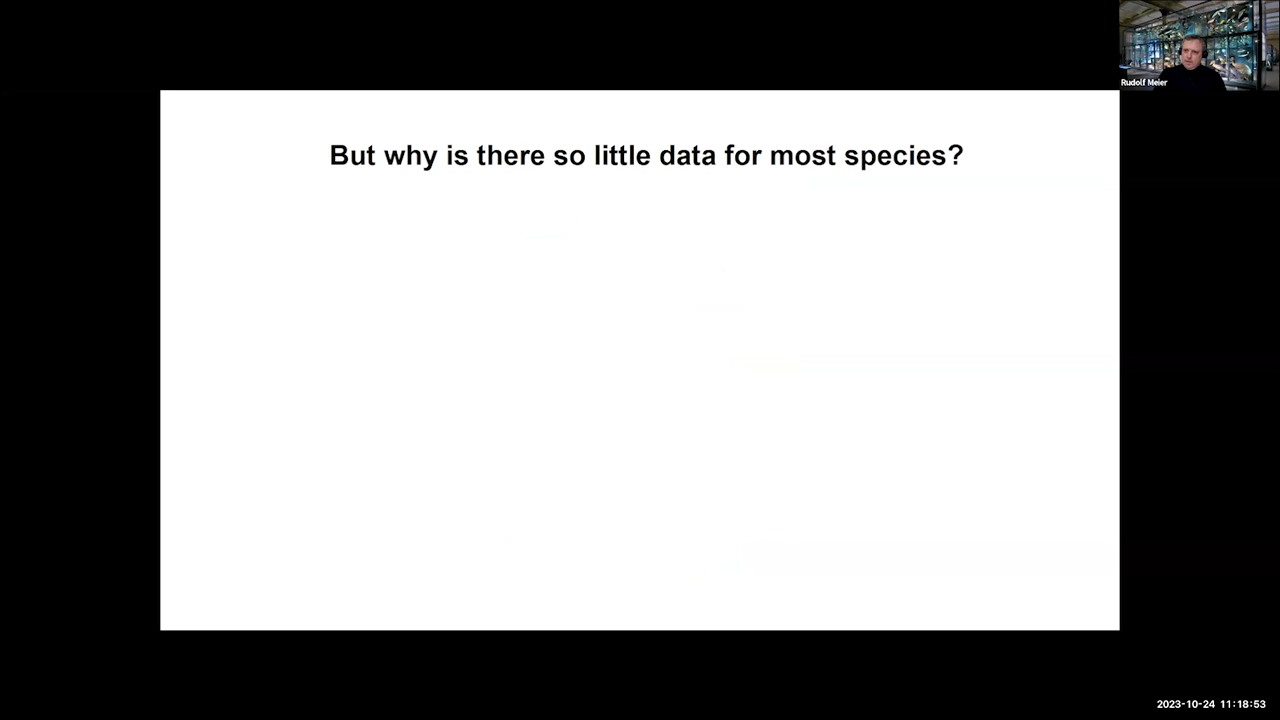 Rudolf Meier
But why is there so little data for most species?
2023-10-24 11:18:53